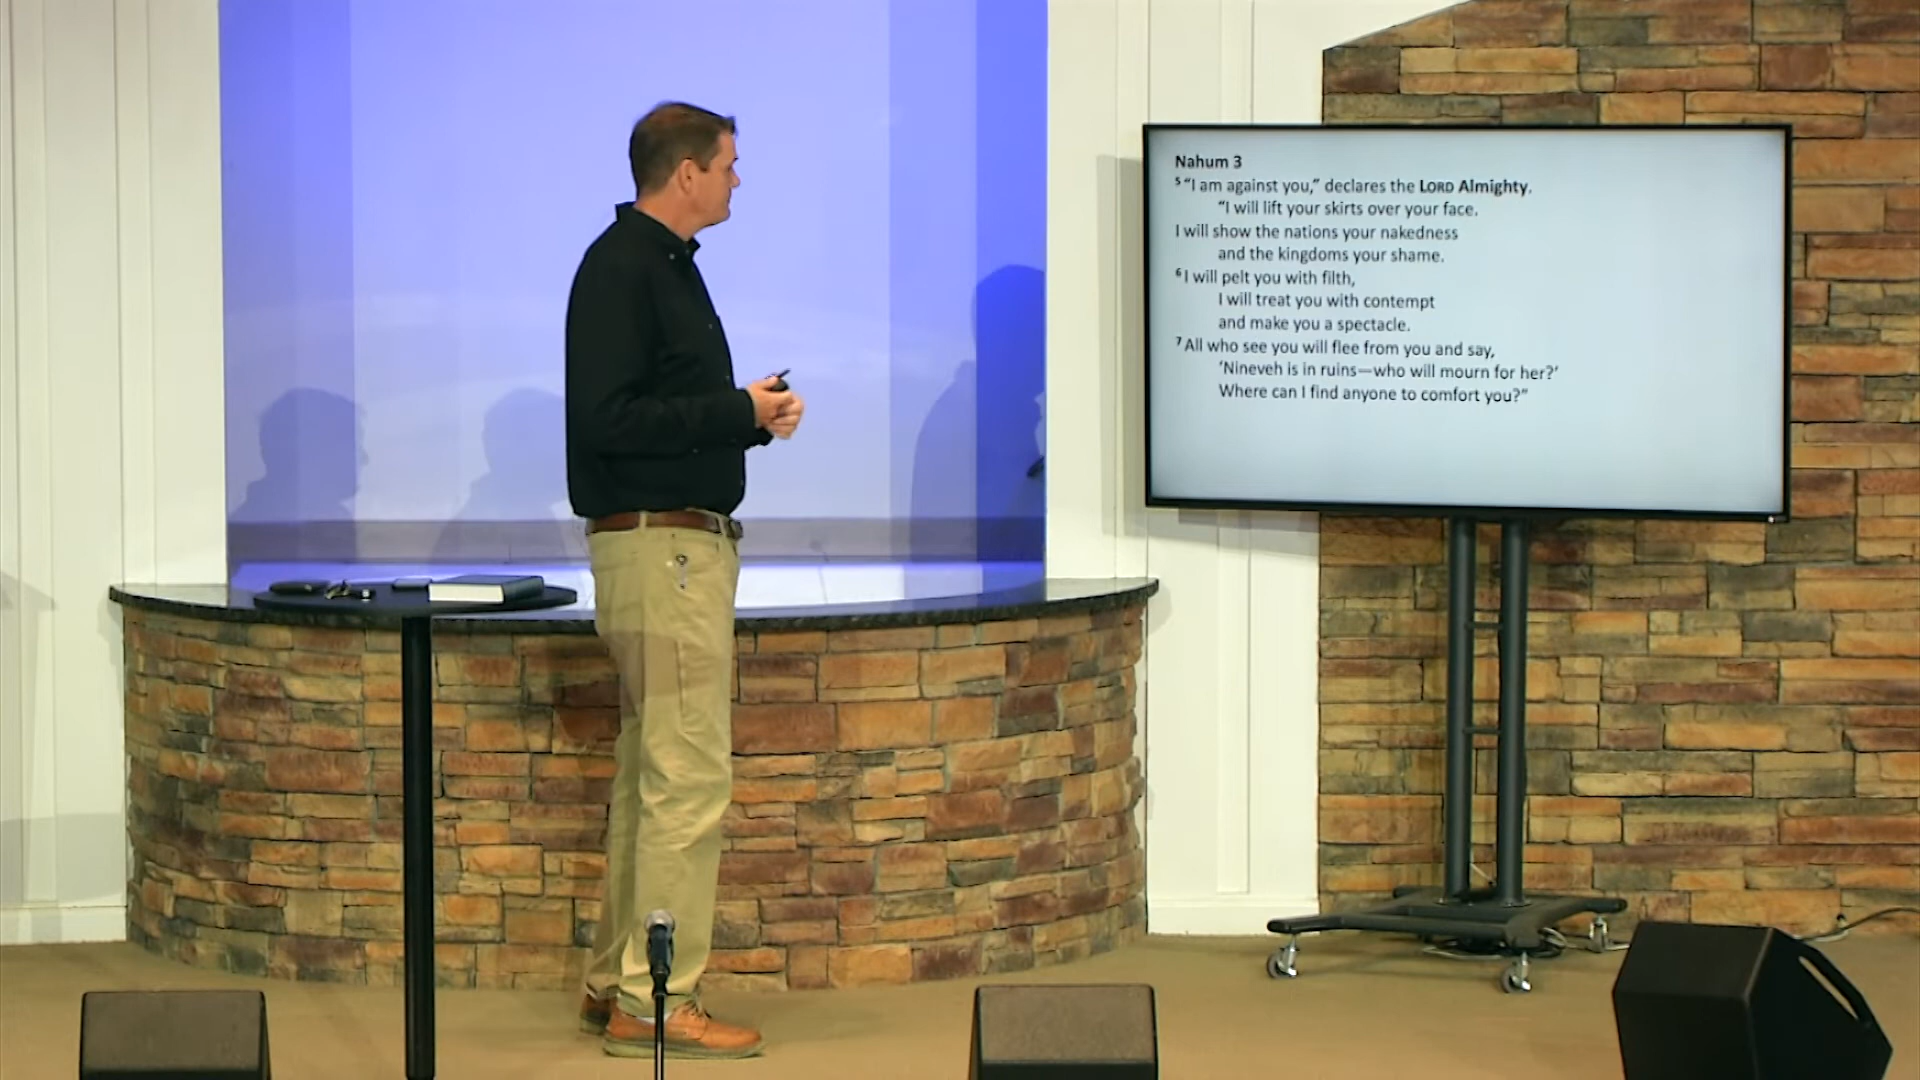 Nahum 3
⁵ “I am against you,” declares the LORD Almighty.
“I will lift your skirts over your face.
I will show the nations your nakedness
and the kingdoms your shame.
⁶ I will pelt you with filth,
I will treat you with contempt
and make you a spectacle.
⁷ All who see you will flee from you and say,
‘Nineveh is in ruins—who will mourn for her?’
Where can I find anyone to comfort you?”